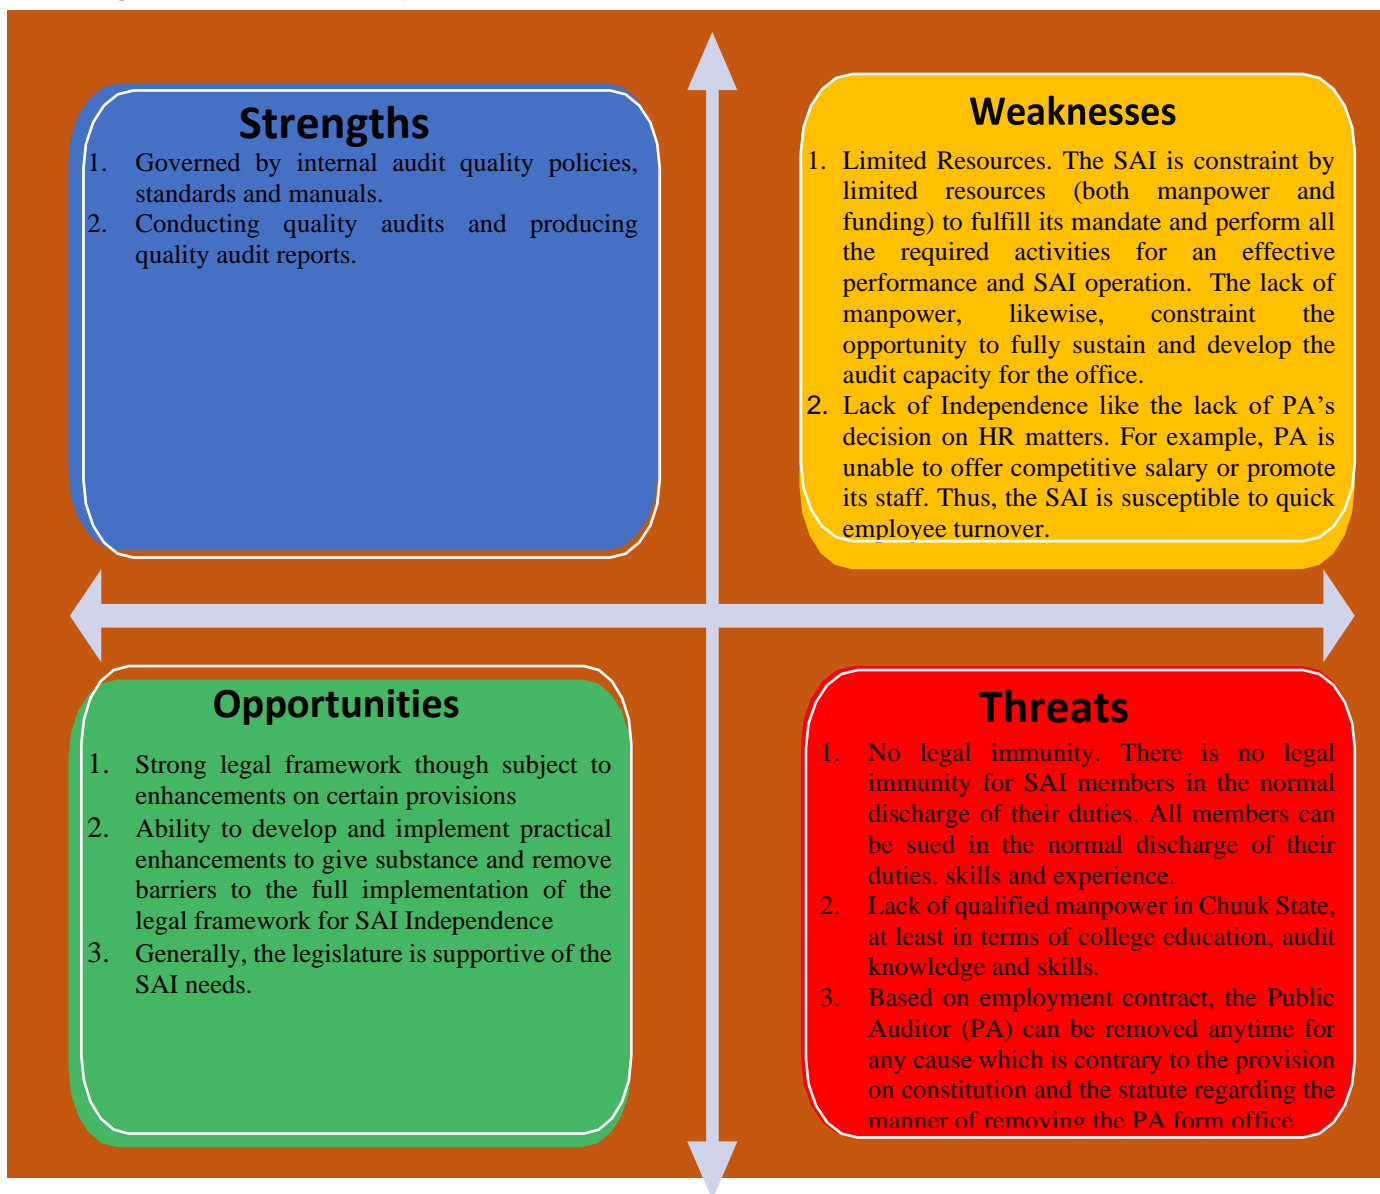 Strengths
1. Governed by internal audit quality policies,
standards and manuals.
2. Conducting quality audits and producing
quality audit reports.
Weaknesses
1. Limited Resources. The SAI is constraint by
limited resources (both manpower and
funding) to fulfill its mandate and perform all
the required activities for an effective
performance and SAI operation. The lack of
manpower, likewise, constraint the
opportunity to fully sustain and develop the
audit capacity for the office.
2. Lack of Independence like the lack of PA’s
decision on HR matters. For example, PA is
unable to offer competitive salary or promote
its staff. Thus, the SAI is susceptible to quick
employee turnover.
Opportunities
1. Strong legal framework though subject to
enhancements on certain provisions
2. Ability to develop and implement practical
enhancements to give substance and remove
barriers to the full implementation of the
legal framework for SAI Independence
3. Generally, the legislature is supportive of the
SAI needs.
Threats
1. No legal immunity. There is no legal
immunity for SAI members in the normal
discharge of their duties. All members can
be sued in the normal discharge of their
duties. skills and experience.
2. Lack of qualified manpower in Chuuk State,
at least in terms of college education, audit
knowledge and skills.
3. Based on employment contract, the Public
Auditor (PA) can be removed anytime for
any cause which is contrary to the provision
on constitution and the statute regarding the
manner of removing the PA form office